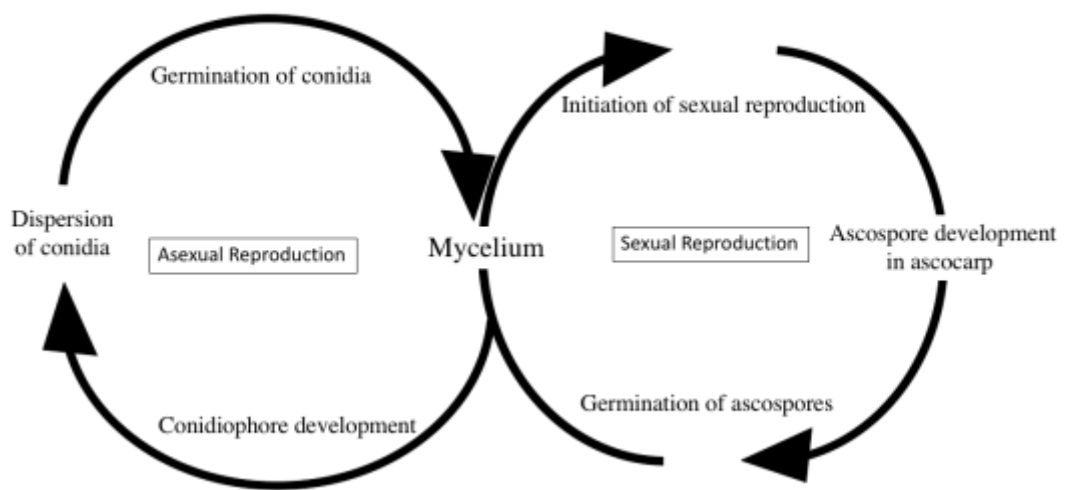 Germination of conidia
Initiation of sexual reproduction
Dispersion
of conidia
Asexual Reproduction
Mycelium
Sexual Reproduction
Ascospore development
in ascocarp
Germination of ascospores
Conidiophore development